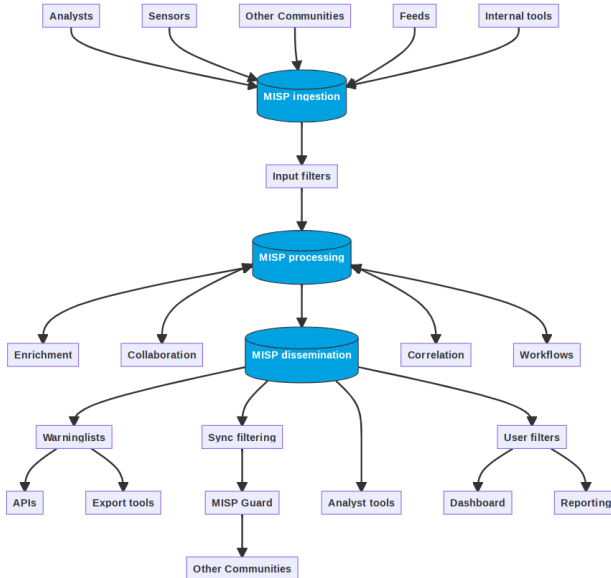 Analysts
Sensors
Other Communities
Feeds
Internal tools
MISP ingestion
Input filters
MISP processing
Enrichment
Collaboration
MISP dissemination
Correlation
Workflows
Warninglists
Sync filtering
User filters
APIs
Export tools
MISP Guard
Analyst tools
Dashboard
Reporting
Other Communities